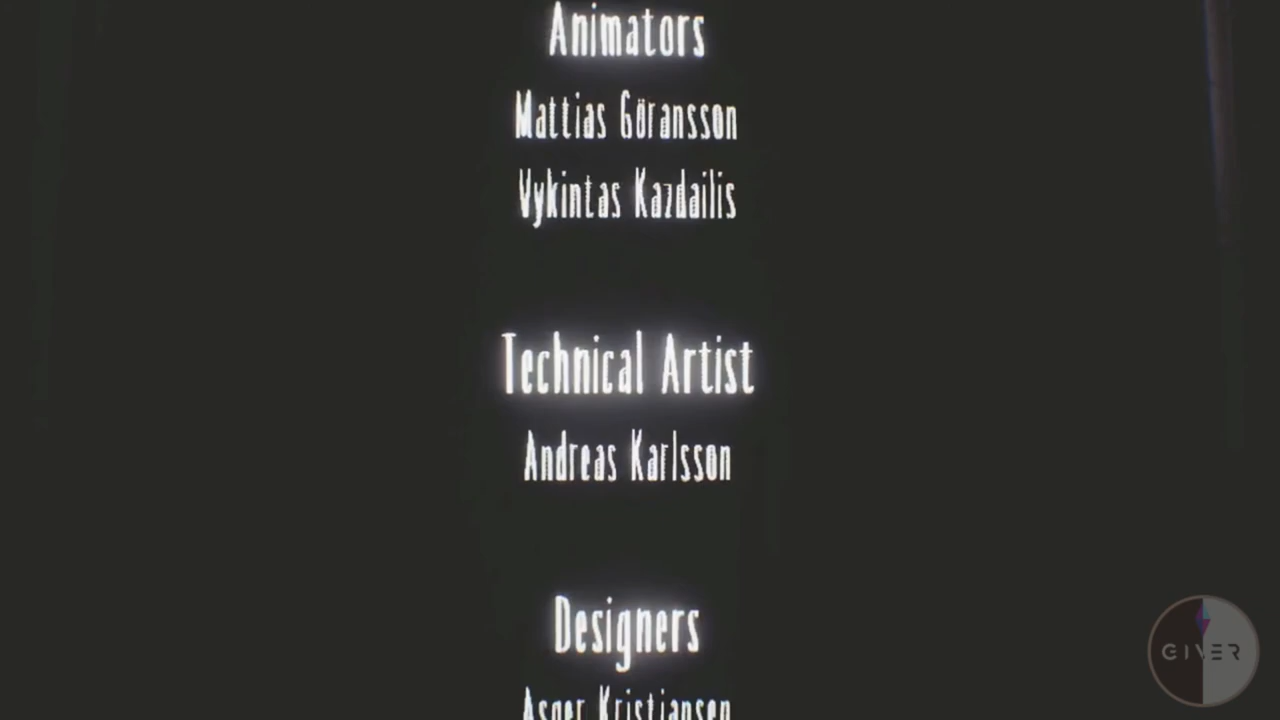 Animators
Mattias Göransson
Vykintas Kazdailis
Technical Artist
Andreas Karlsson
Designers
Asger Kristiansen
GIVER